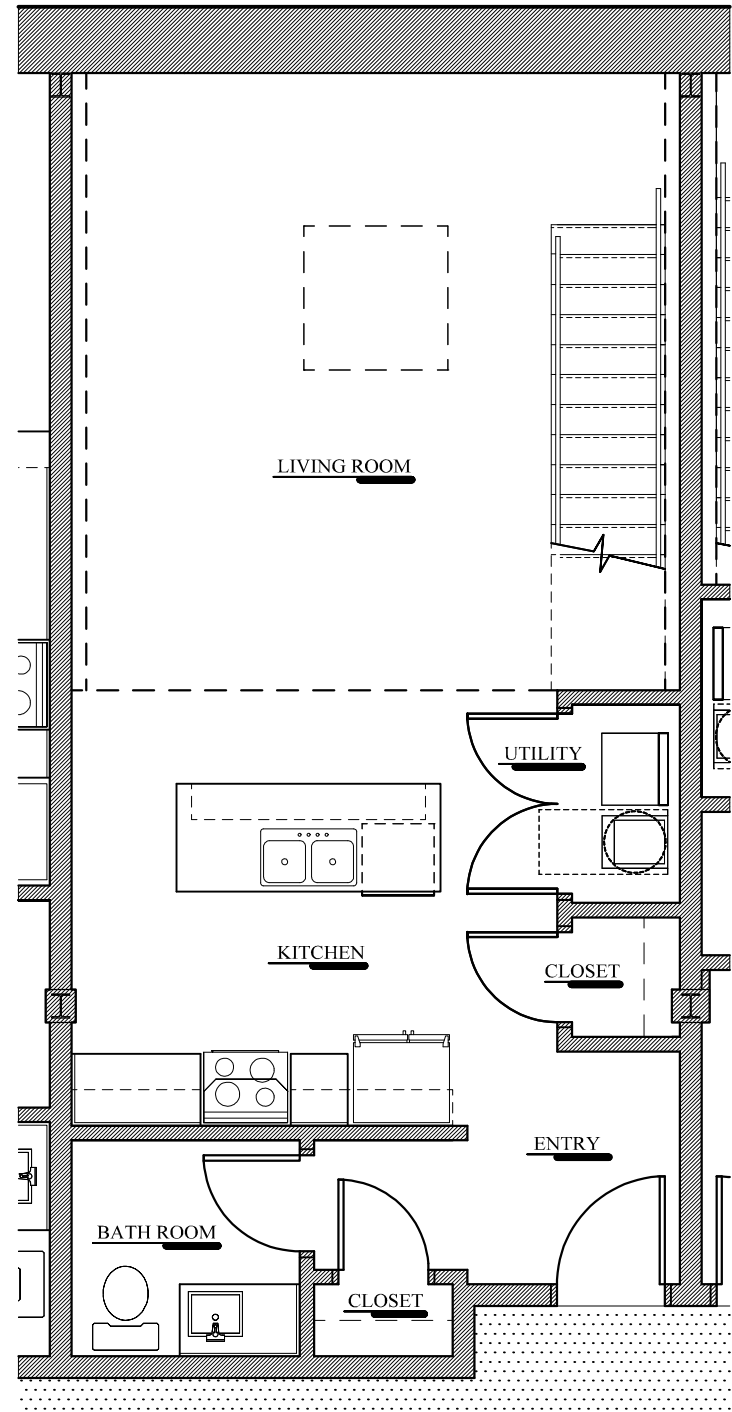 LIVING ROOM
UTILITY
KITCHEN
CLOSET
ENTRY
BATH ROOM
CLOSET